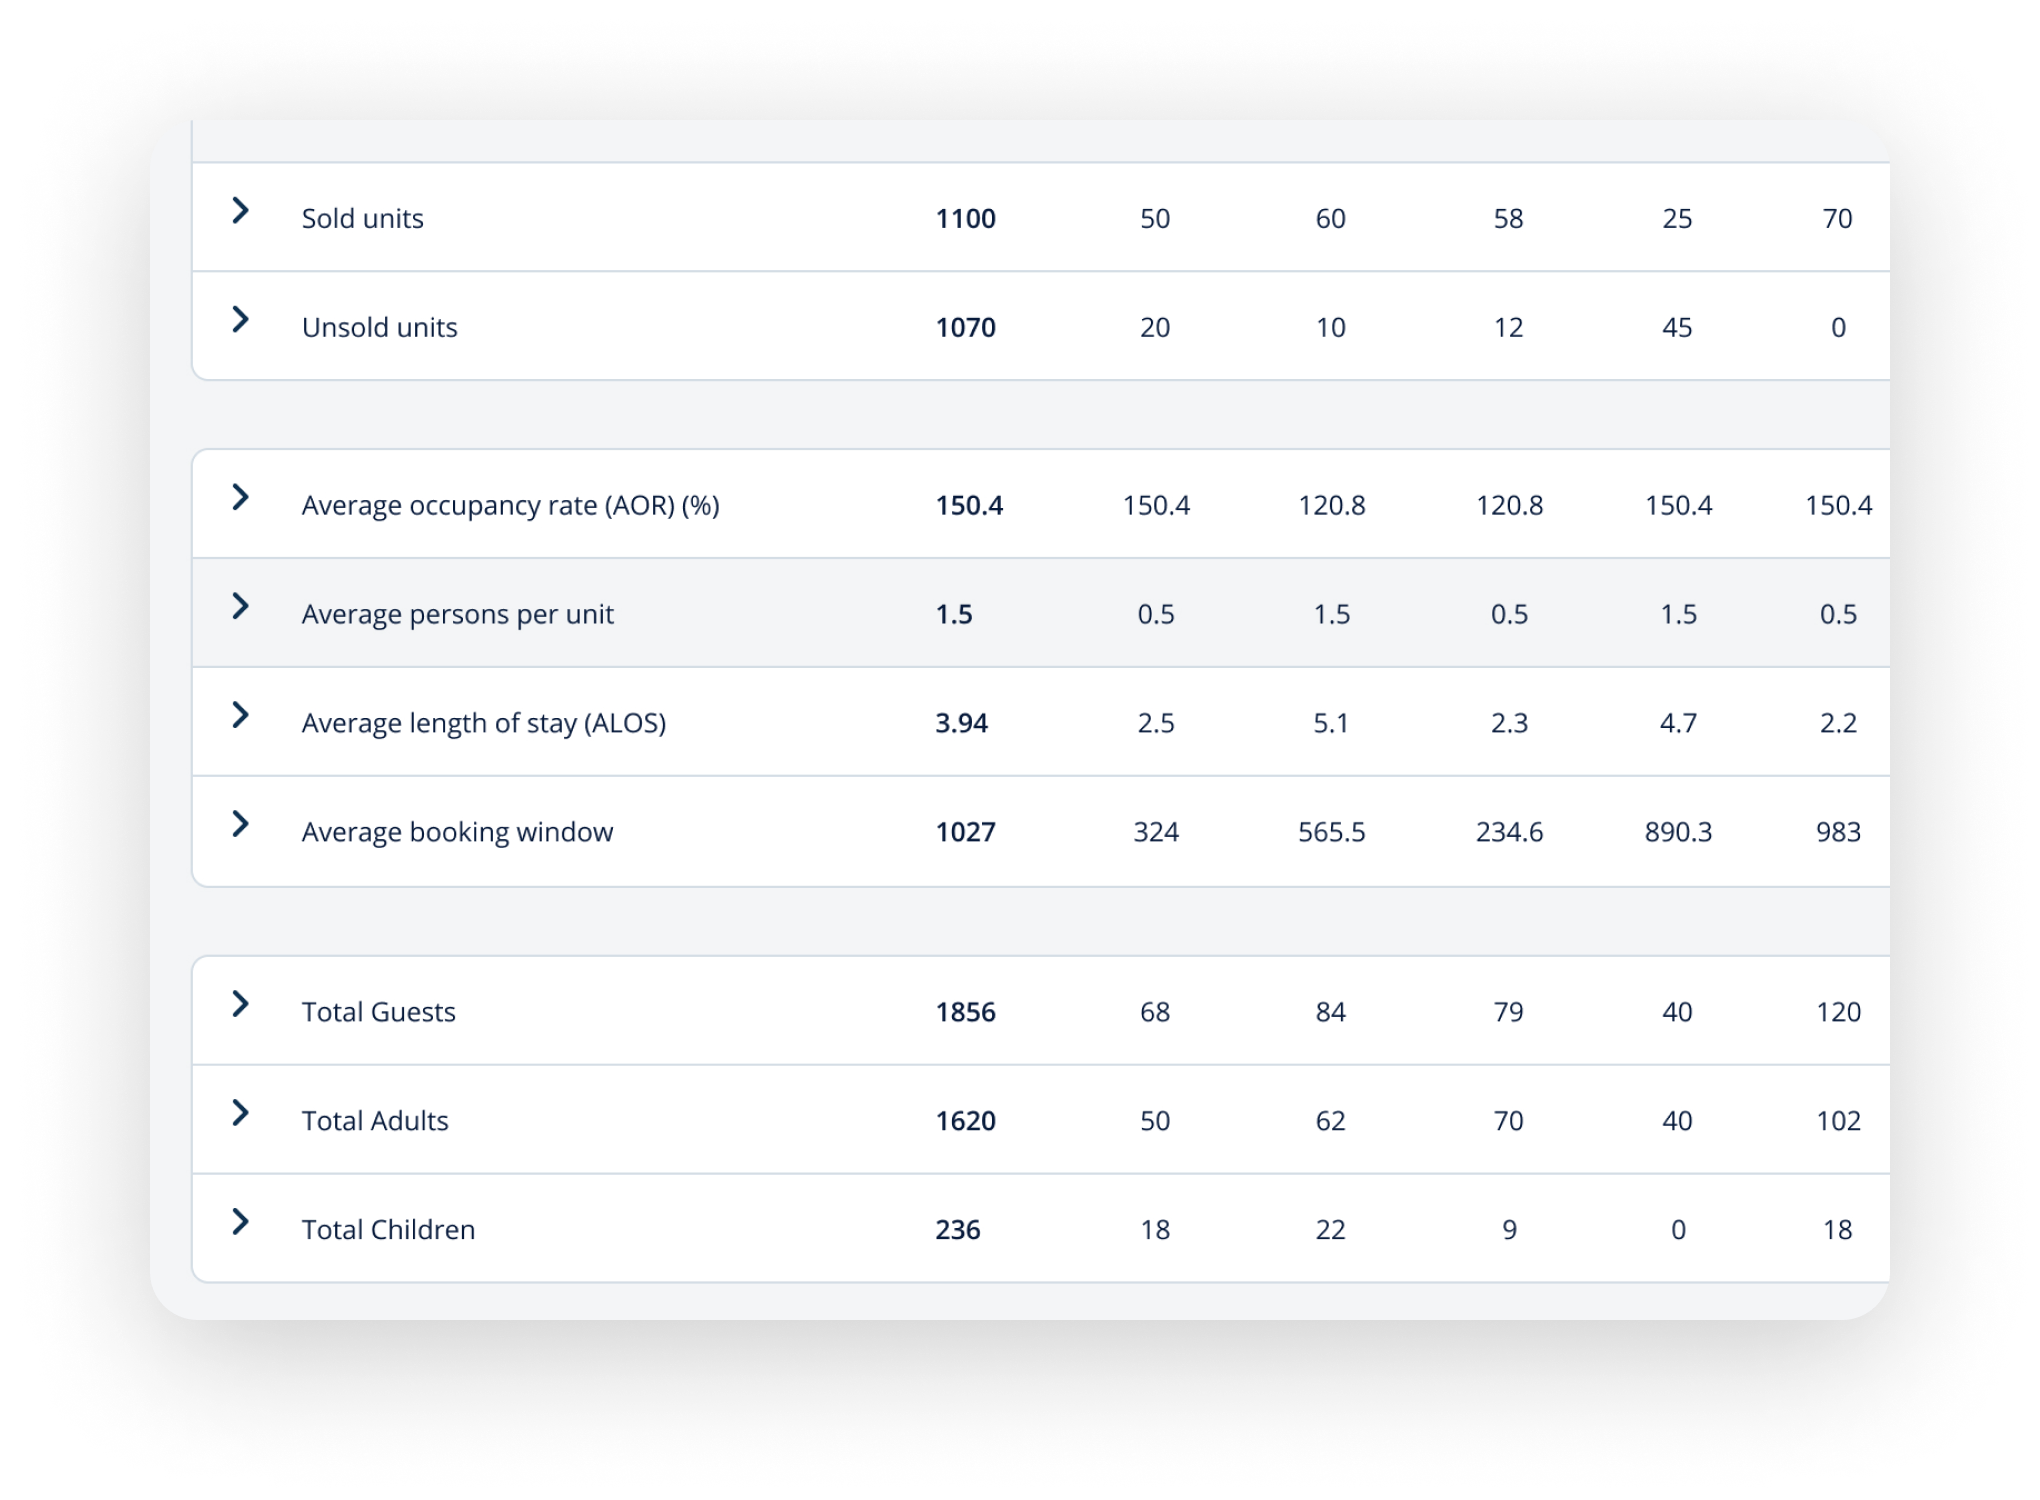 Sold units 1100 50 60 58 25 70
Unsold units 1070 20 10 12 45 0
Average occupancy rate (AOR) (%) 150.4 150.4 120.8 120.8 150.4 150.4
Average persons per unit 1.5 0.5 1.5 0.5 1.5 0.5
Average length of stay (ALOS) 3.94 2.5 5.1 2.3 4.7 2.2
Average booking window 1027 324 565.5 234.6 890.3 983
Total Guests 1856 68 84 79 40 120
Total Adults 1620 50 62 70 40 102
Total Children 236 18 22 9 0 18